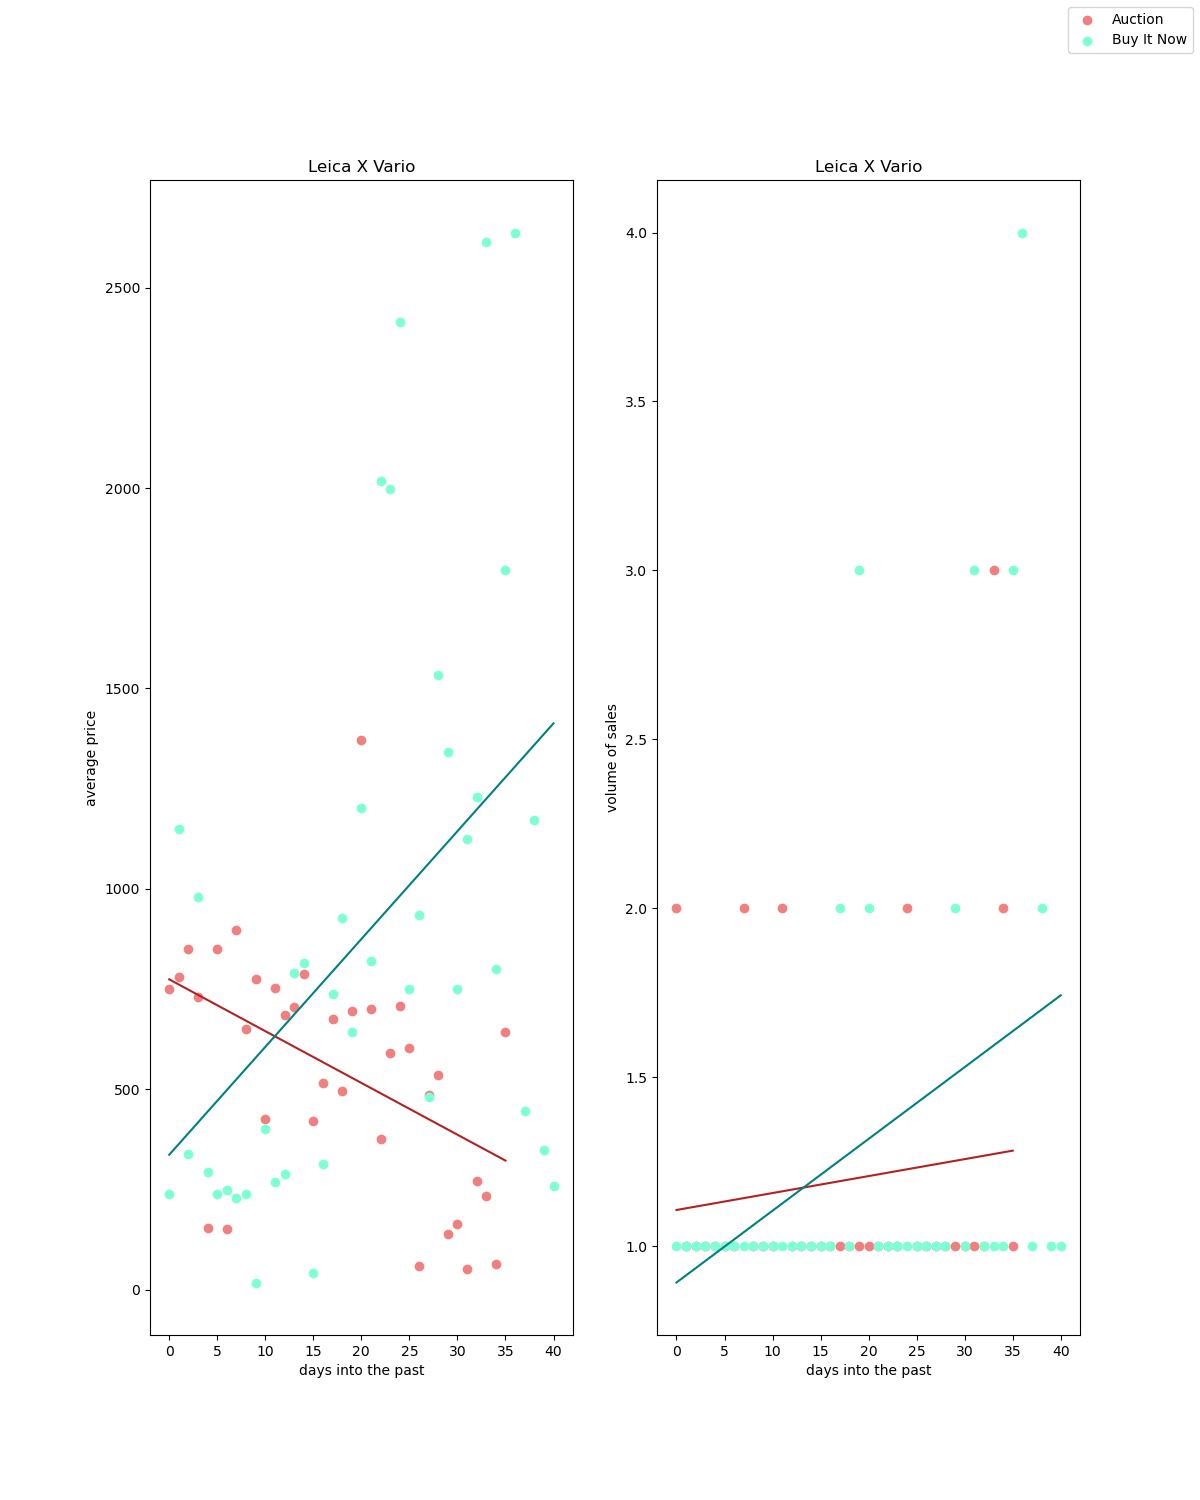 Auction
Buy It Now
Leica X Vario
Leica X Vario
2500
2000
1500
1000
500
0
average price
0 5 10 15 20 25 30 35 40
days into the past
4.0
3.5
3.0
2.5
2.0
1.5
1.0
volume of sales
0 5 10 15 20 25 30 35 40
days into the past